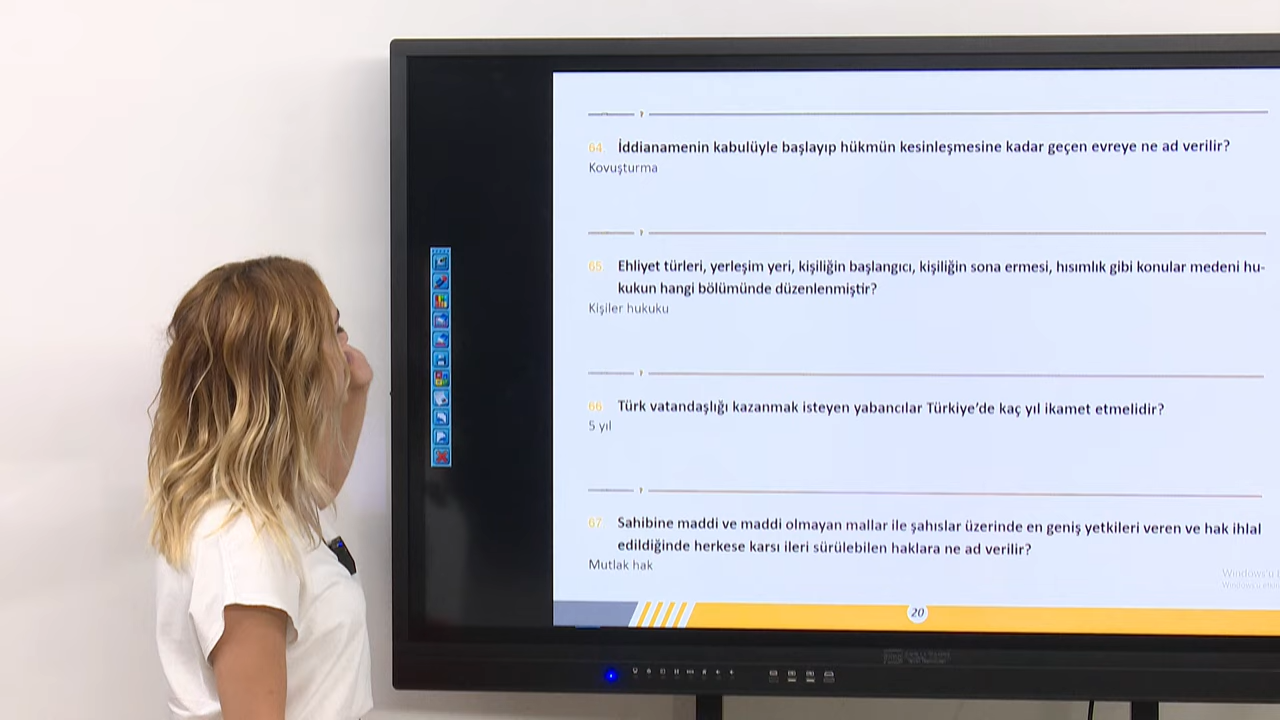 64 İddianamenin kabulüyle başlayıp hükmün kesinleşmesine kadar geçen evreye ne ad verilir?
Kovuşturma
65 Ehliyet türleri, yerleşim yeri, kişiliğin başlangıcı, kişiliğin sona ermesi, hısımlık gibi konular medeni hu-
kukun hangi bölümünde düzenlenmiştir?
Kişiler hukuku
66 Türk vatandaşlığı kazanmak isteyen yabancılar Türkiye'de kaç yıl ikamet etmelidir?
5 yıl
67 Sahibine maddi ve maddi olmayan mallar ile şahıslar üzerinde en geniş yetkileri veren ve hak ihlal
edildiğinde herkese karsı ileri sürülebilen haklara ne ad verilir?
Mutlak hak
Windows'u
20